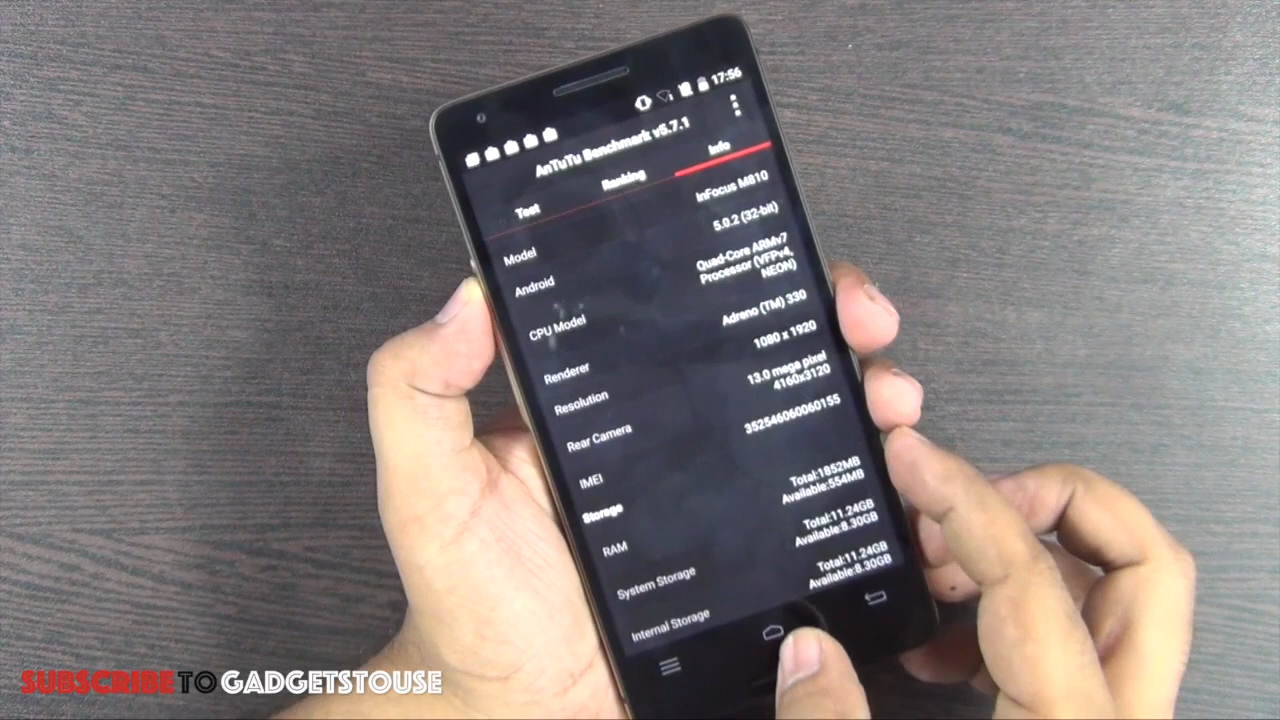 17:56
AnTuTu Benchmark v5.7.1
Test Ranking Info
Model InFocus M810
Android 5.0.2 (32-bit)
CPU Model Quad-Core ARMv7
Processor (VFPv4,
NEON)
Renderer Adreno (TM) 330
Resolution 1080 x 1920
Rear Camera 13.0 mega pixel
4160x3120
IMEI 352546060060155
Storage
RAM Total:1852MB
Available:554MB
System Storage Total:11.24GB
Available:8.30GB
Internal Storage Total:11.24GB
Available:8.30GB
SUBSCRIBE TO GADGETSTOUSE